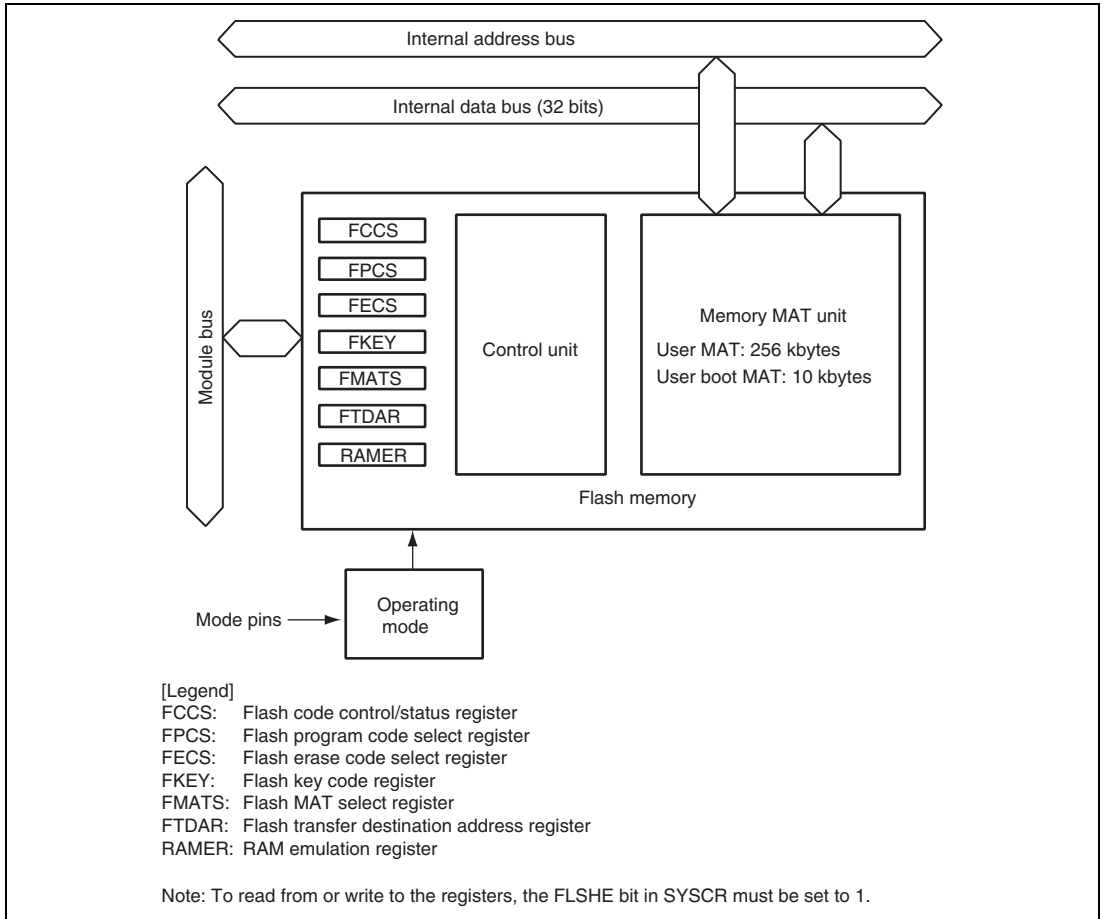 Internal address bus
Internal data bus (32 bits)
Module bus
FCCS
FPCS
FECS
FKEY
FMATS
FTDAR
RAMER
Control unit
Memory MAT unit
User MAT: 256 kbytes
User boot MAT: 10 kbytes
Flash memory
Mode pins
Operating
mode
[Legend]
FCCS: Flash code control/status register
FPCS: Flash program code select register
FECS: Flash erase code select register
FKEY: Flash key code register
FMATS: Flash MAT select register
FTDAR: Flash transfer destination address register
RAMER: RAM emulation register
Note: To read from or write to the registers, the FLSHE bit in SYSCR must be set to 1.